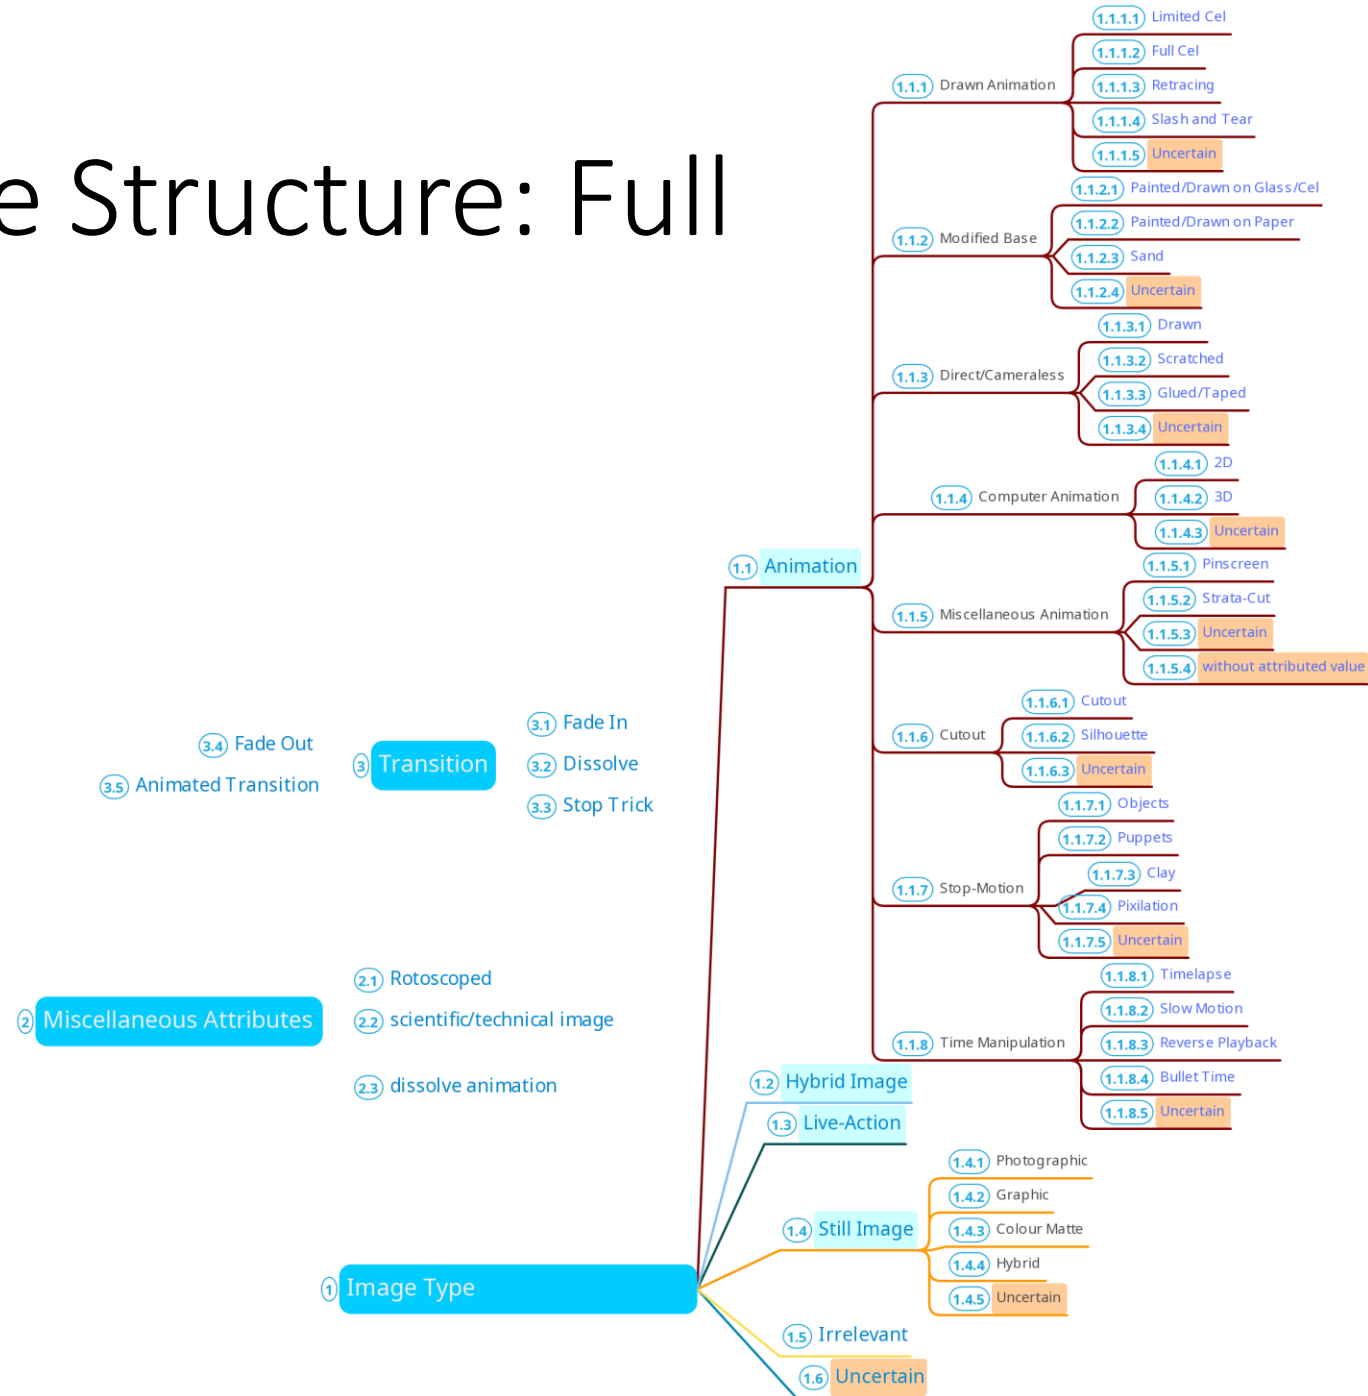 e Structure: Full
1 Image Type
1.1 Animation
1.1.1 Drawn Animation
1.1.1.1 Limited Cel
1.1.1.2 Full Cel
1.1.1.3 Retracing
1.1.1.4 Slash and Tear
1.1.1.5 Uncertain
1.1.2 Modified Base
1.1.2.1 Painted/Drawn on Glass/Cel
1.1.2.2 Painted/Drawn on Paper
1.1.2.3 Sand
1.1.2.4 Uncertain
1.1.3 Direct/Cameraless
1.1.3.1 Drawn
1.1.3.2 Scratched
1.1.3.3 Glued/Taped
1.1.3.4 Uncertain
1.1.4 Computer Animation
1.1.4.1 2D
1.1.4.2 3D
1.1.4.3 Uncertain
1.1.5 Miscellaneous Animation
1.1.5.1 Pinscreen
1.1.5.2 Strata-Cut
1.1.5.3 Uncertain
1.1.5.4 without attributed value
1.1.6 Cutout
1.1.6.1 Cutout
1.1.6.2 Silhouette
1.1.6.3 Uncertain
1.1.7 Stop-Motion
1.1.7.1 Objects
1.1.7.2 Puppets
1.1.7.3 Clay
1.1.7.4 Pixilation
1.1.7.5 Uncertain
1.1.8 Time Manipulation
1.1.8.1 Timelapse
1.1.8.2 Slow Motion
1.1.8.3 Reverse Playback
1.1.8.4 Bullet Time
1.1.8.5 Uncertain
1.2 Hybrid Image
1.3 Live-Action
1.4 Still Image
1.4.1 Photographic
1.4.2 Graphic
1.4.3 Colour Matte
1.4.4 Hybrid
1.4.5 Uncertain
1.5 Irrelevant
1.6 Uncertain
2 Miscellaneous Attributes
2.1 Rotoscoped
2.2 scientific/technical image
2.3 dissolve animation
3 Transition
3.1 Fade In
3.2 Dissolve
3.3 Stop Trick
3.4 Fade Out
3.5 Animated Transition